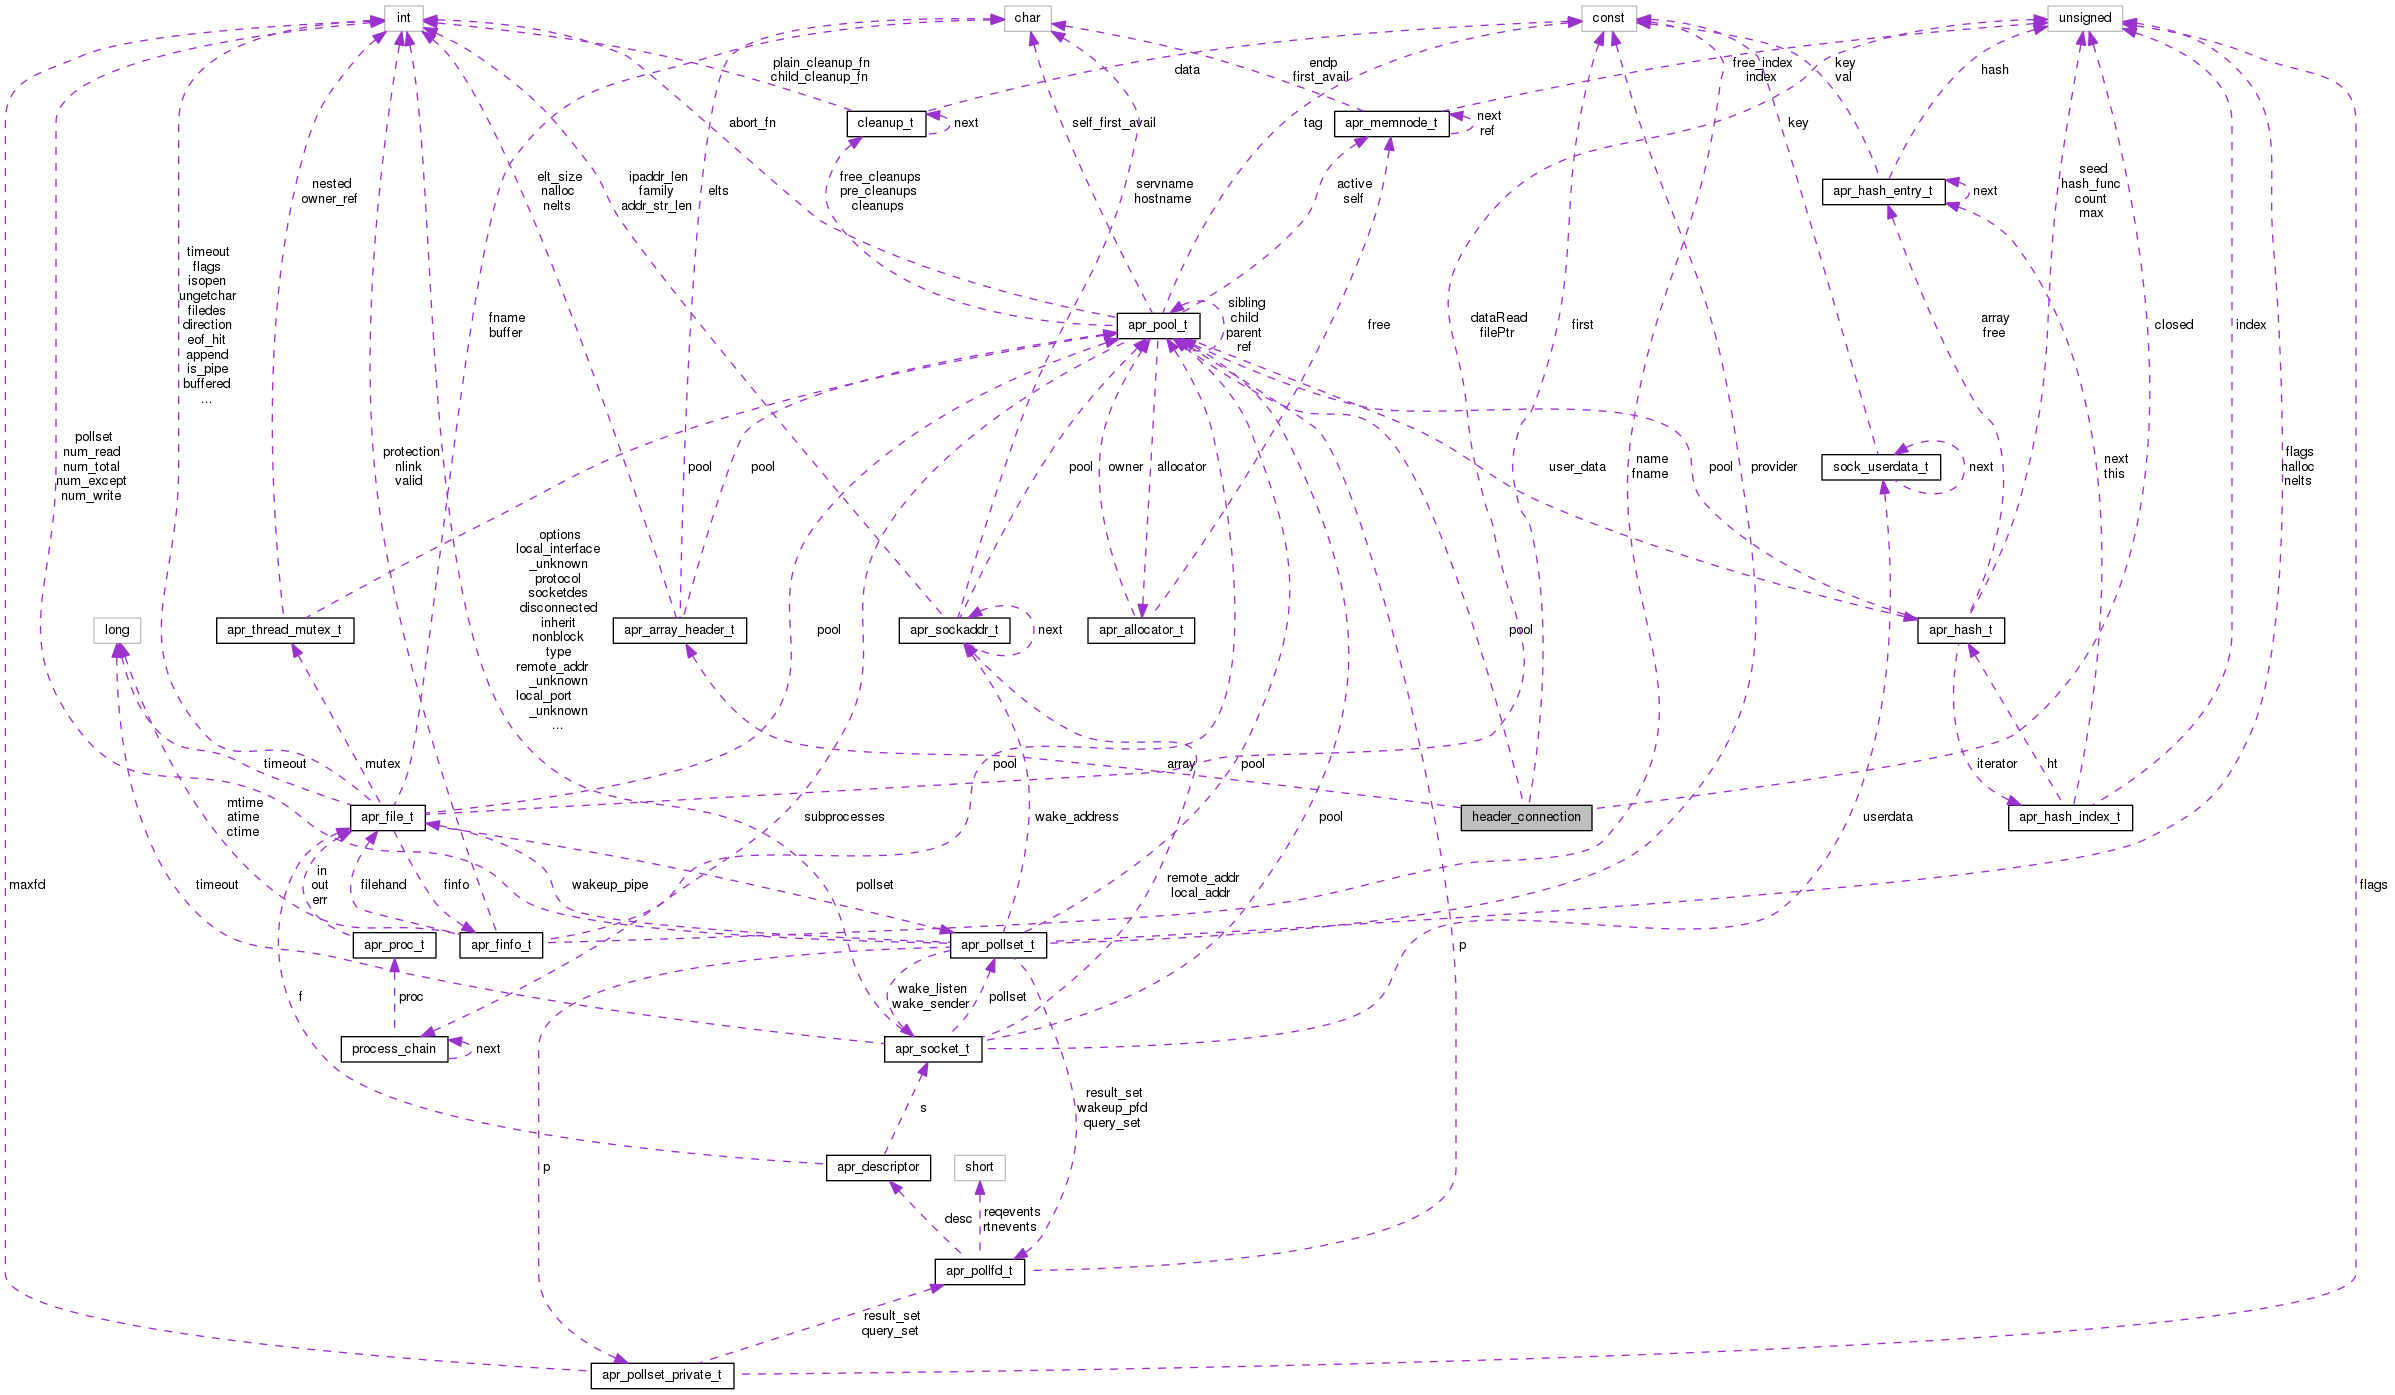 int
char
const
unsigned
plain_cleanup_fn
child_cleanup_fn
data
endp
first_avail
free_index
index
key
val
hash
cleanup_t
next
abort_fn
self_first_avail
tag
apr_memnode_t
next
ref
key
nested
owner_ref
elt_size
nalloc
nelts
ipaddr_len
family
addr_str_len
elts
free_cleanups
pre_cleanups
cleanups
servname
hostname
active
self
apr_hash_entry_t
next
seed
hash_func
count
max
timeout
flags
isopen
ungetchar
filedes
direction
eof_hit
append
is_pipe
buffered
...
fname
buffer
apr_pool_t
sibling
child
parent
ref
free
dataRead
filePtr
first
array
free
closed
index
pollset
num_read
num_total
num_except
num_write
protection
nlink
valid
pool
pool
pool
owner
allocator
user_data
name
fname
pool
provider
sock_userdata_t
next
next
this
flags
nalloc
nelts
options
local_interface
_unknown
protocol
socketdes
disconnected
inherit
nonblock
type
remote_addr
_unknown
local_port
_unknown
...
long
apr_thread_mutex_t
apr_array_header_t
pool
apr_sockaddr_t
next
apr_allocator_t
pool
apr_hash_t
timeout
mutex
pool
array
pool
iterator
ht
mtime
atime
ctime
apr_file_t
subprocesses
wake_address
pool
header_connection
userdata
apr_hash_index_t
maxfd
timeout
in
out
err
filehand
finfo
wakeup_pipe
pollset
remote_addr
local_addr
flags
apr_proc_t
apr_finfo_t
apr_pollset_t
p
f
proc
wake_listen
wake_sender
pollset
process_chain
next
apr_socket_t
s
result_set
wakeup_pfd
query_set
p
apr_descriptor
short
desc
reqevents
rtnevents
apr_pollfd_t
result_set
query_set
apr_pollset_private_t